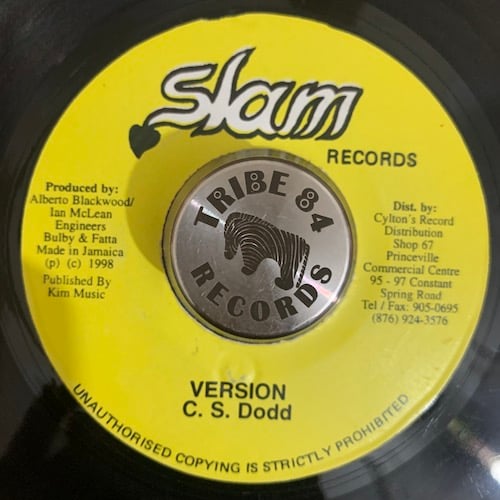 Slam
RECORDS
TRIBE 84
RECORDS
Produced by:
Alberto Blackwood/
Ian McLean
Engineers
Bulby & Fatta
Made in Jamaica
(p) (c) 1998
Published By
Kim Music
Dist. by:
Cylton's Record
Distribution
Shop 67
Princeville
Commercial Centre
95 - 97 Constant
Spring Road
Tel / Fax: 905-0695
(876) 924-3576
VERSION
C. S. Dodd
UNAUTHORISED COPYING IS STRICTLY PROHIBITED